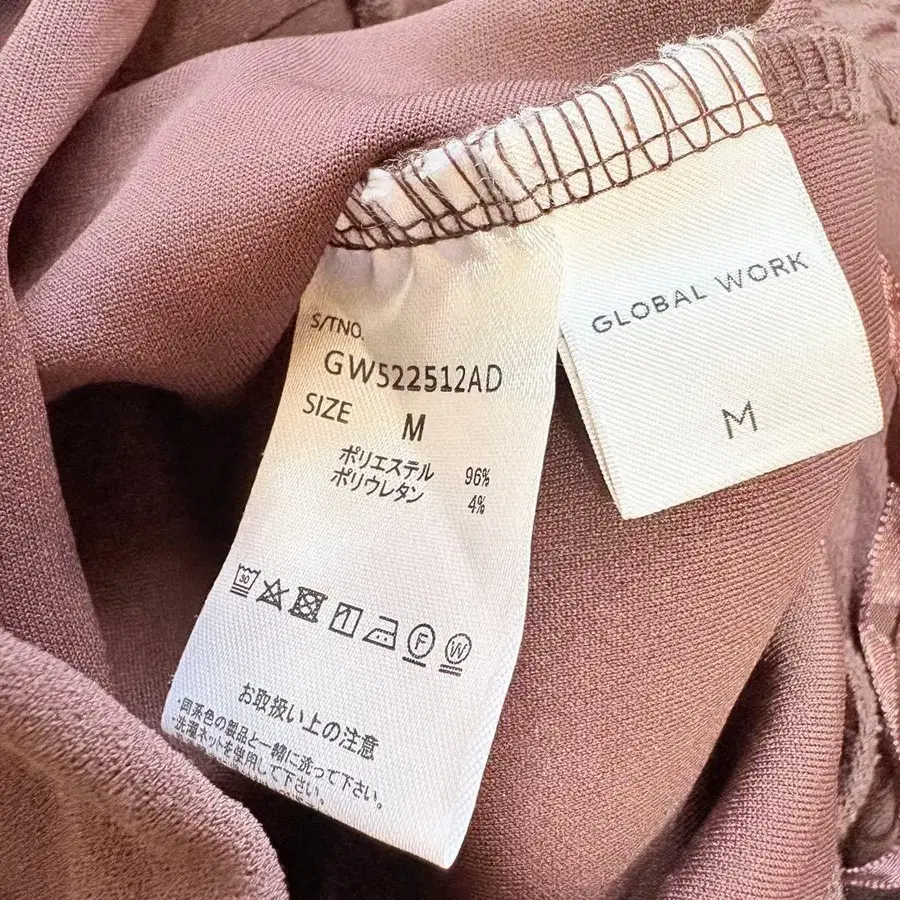 S/TNO.
GW522512AD
SIZE M
ポリエステル 96%
ポリウレタン 4%
30
F
W
お取扱い上の注意
・同系色の製品と一緒に洗って下さい。
・洗濯ネットを使用して下さい。
GLOBAL WORK
M